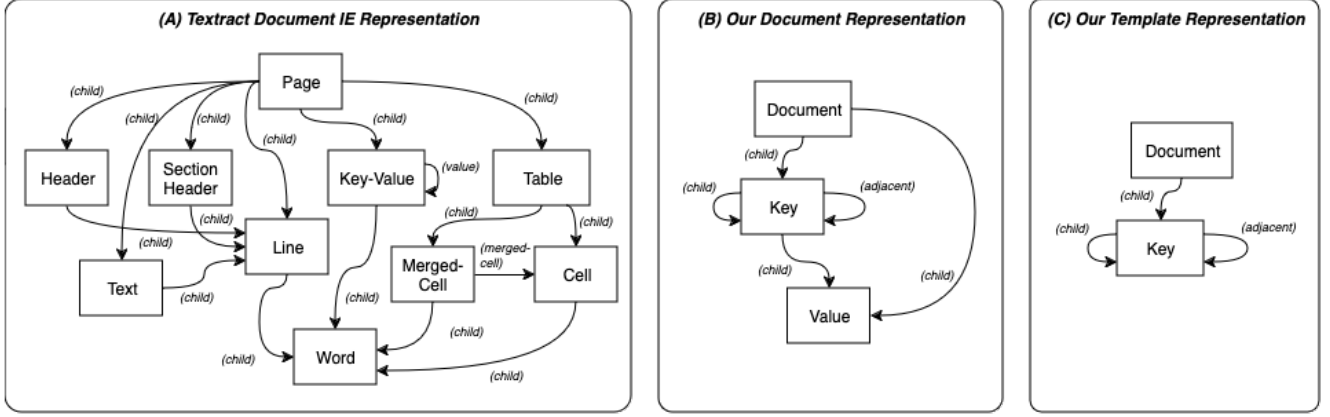 (A) Textract Document IE Representation
Page
(child)
(child)
(child)
(child)
(child)
(child)
Header
Section
Header
Key-Value
(value)
Table
(child)
(child)
(child)
(child)
Line
(merged-
cell)
Merged-
Cell
Cell
Text
(child)
(child)
(child)
(child)
Word
(child)
(B) Our Document Representation
Document
(child)
(child)
(adjacent)
Key
(child)
(child)
Value
(C) Our Template Representation
Document
(child)
(child)
(adjacent)
Key